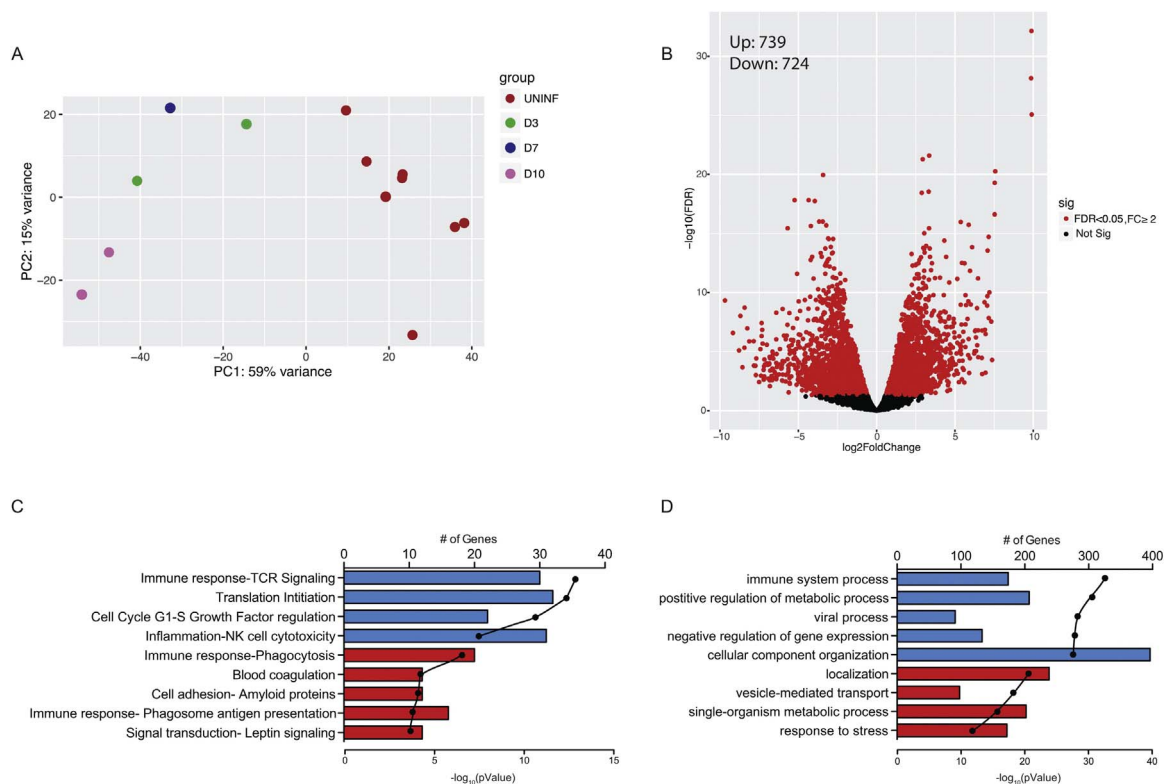 A
group
UNINF
D3
D7
D10
20
0
−20
−40
−20
0
20
40
PC2: 15% variance
PC1: 59% variance
B
Up: 739
Down: 724
30
20
10
0
−10
−5
0
5
10
−log10(FDR)
log2FoldChange
sig
FDR<0.05,FC≥ 2
Not Sig
C
# of Genes
0 10 20 30 40
Immune response-TCR Signaling
Translation Intitiation
Cell Cycle G1-S Growth Factor regulation
Inflammation-NK cell cytotoxicity
Immune response-Phagocytosis
Blood coagulation
Cell adhesion- Amyloid proteins
Immune response- Phagosome antigen presentation
Signal transduction- Leptin signaling
0 5 10 15
-log10(pValue)
D
# of Genes
0 100 200 300 400
immune system process
postitive regulation of metabolic process
viral process
negative regulation of gene expression
cellular component organization
localization
vesicle-mediated transport
single-organism metabolic process
response to stress
0 10 20 30 40
-log10(pValue)